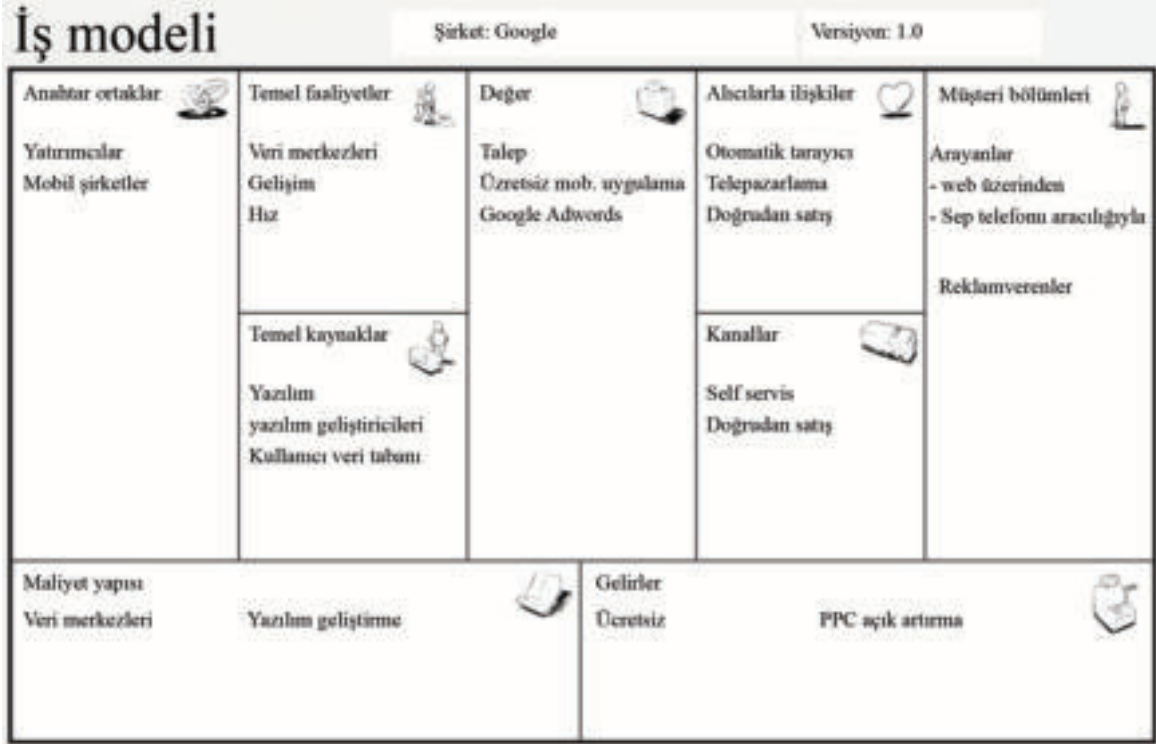 İş modeli
Şirket: Google
Versiyon: 1.0
Anahtar ortaklar
Yatırımcılar
Mobil şirketler
Temel faaliyetler
Veri merkezleri
Gelişim
Hız
Temel kaynaklar
Yazılım
yazılım geliştiricileri
Kullanıcı veri tabanı
Değer
Talep
Üzretsiz mob. uygulama
Google Adwords
Alıcılarla ilişkiler
Otomatik tarayıcı
Telepazarlama
Doğrudan satış
Kanallar
Self servis
Doğrudan satış
Müşteri bölümleri
Arayanlar
- web üzerinden
- Sep telefonu aracılığıyla
Reklamverenler
Maliyet yapısı
Veri merkezleri
Yazılım geliştirme
Gelirler
Ücretsiz
PPC açık artırma